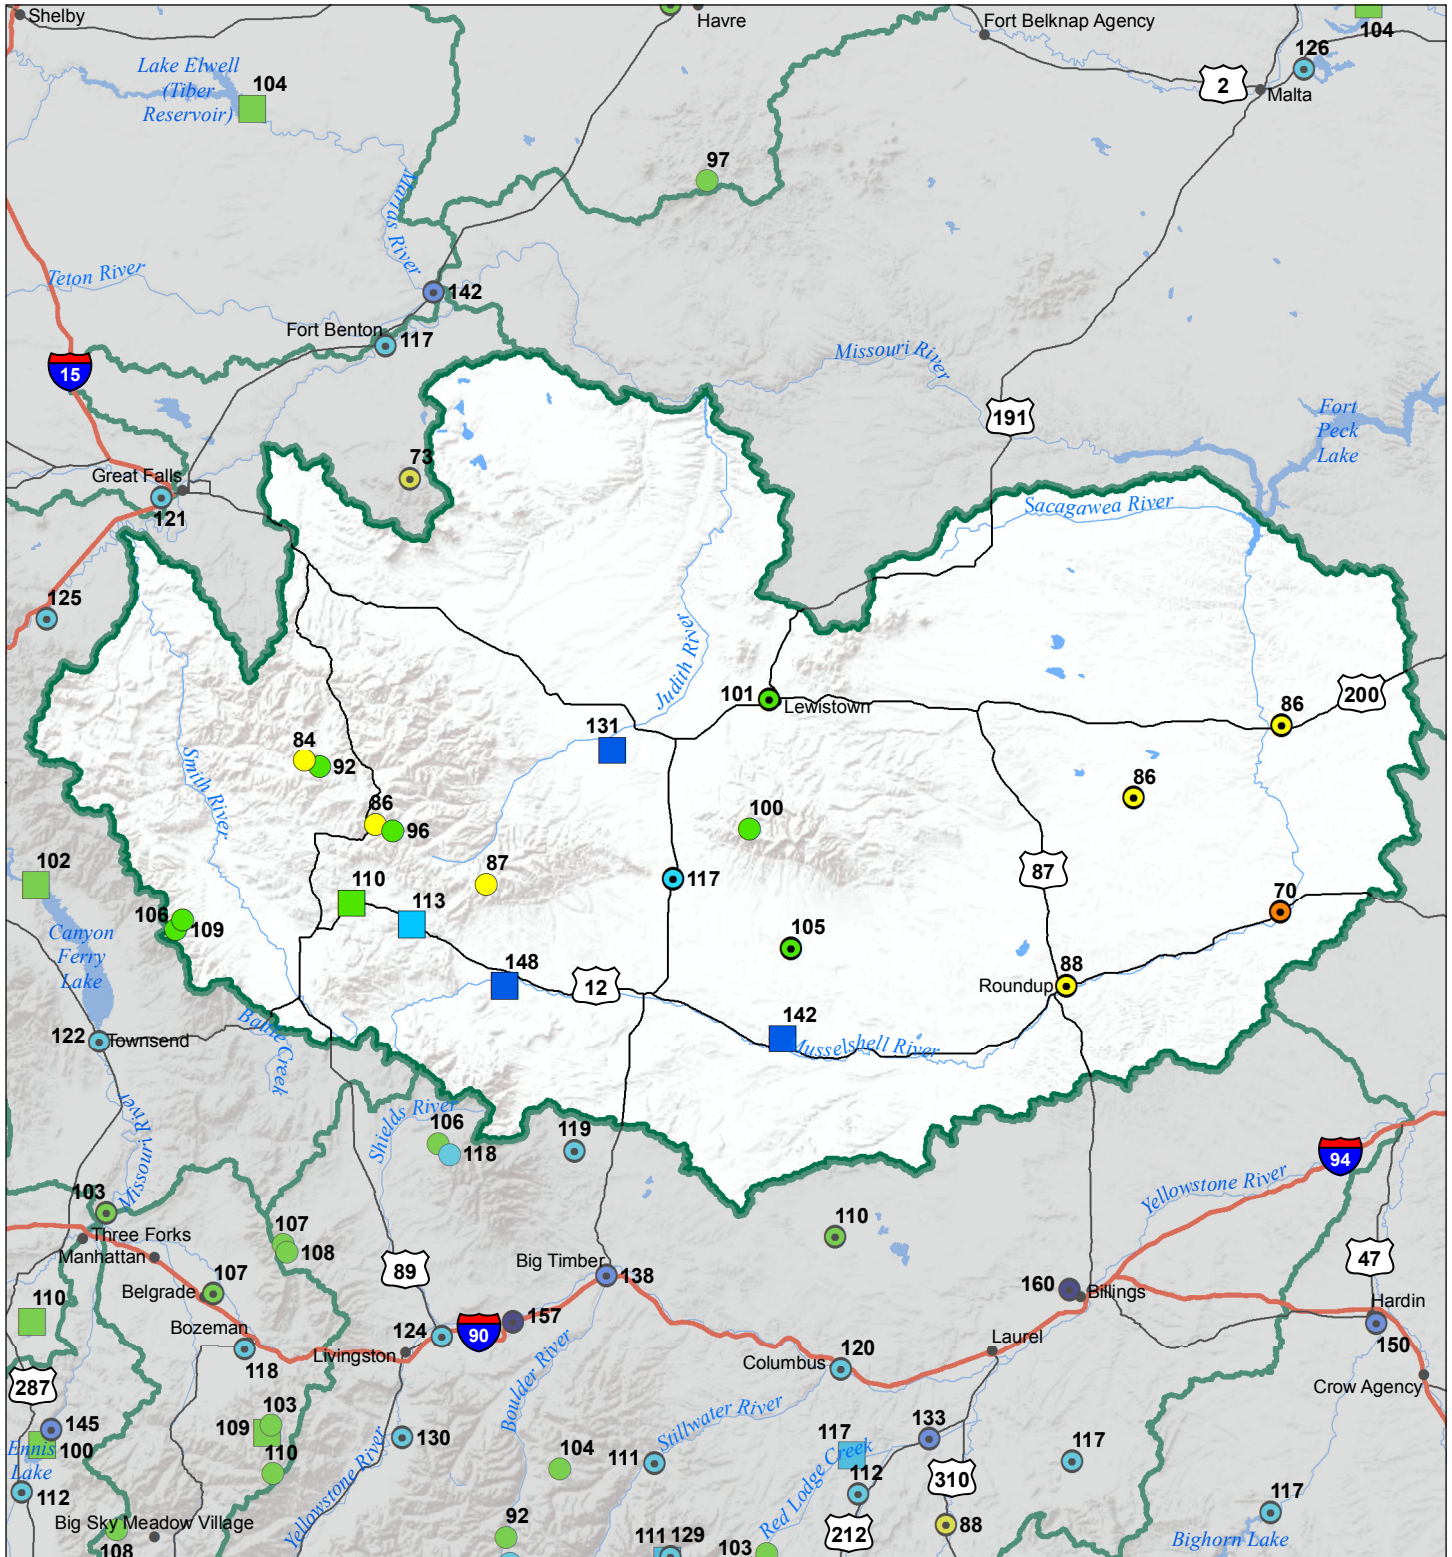 Shelby
Havre
Fort Belknap Agency
104
126
Lake Elwell
(Tiber
Reservoir)
104
2
Malta
97
Marias River
Teton River
142
Fort Benton
117
Missouri River
15
191
Fort
Peck
Lake
73
Great Falls
121
Sacagawea River
125
Judith River
101
Lewistown
86
200
131
84
92
Smith River
86
86
96
100
102
87
87
117
110
113
70
106
109
Canyon
Ferry
Lake
105
148
12
88
Roundup
142
Musselshell River
Battle Creek
122
Townsend
Missouri River
Shields River
106
118
119
94
Yellowstone River
103
Three Forks
Manhattan
107
108
110
89
Big Timber
138
47
107
Belgrade
160
Billings
Hardin
110
157
150
Bozeman
124
90
Livingston
118
Laurel
Columbus
120
Boulder River
287
Crow Agency
103
109
145
100
Ennis
Lake
130
Stillwater River
133
117
117
110
104
111
Red Lodge Creek
310
112
112
117
Yellowstone River
92
Big Sky Meadow Village
108
111
129
103
212
88
Bighorn Lake